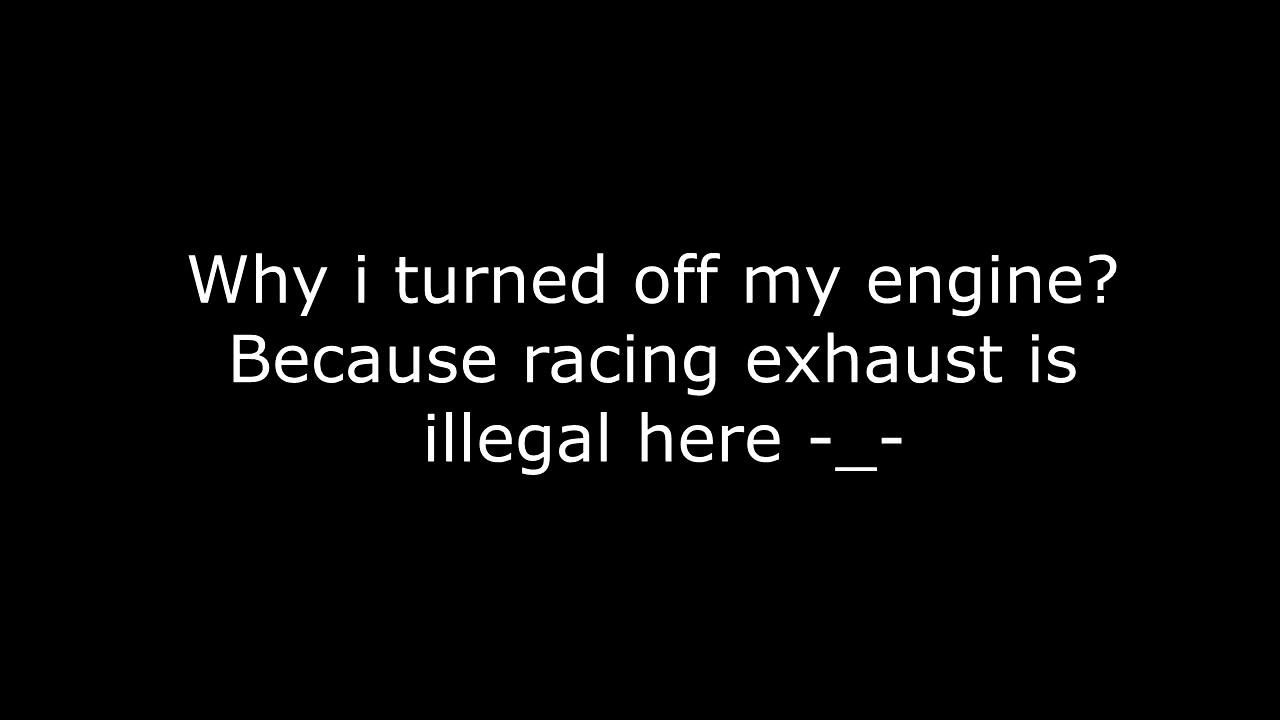 Why i turned off my engine?
Because racing exhaust is
illegal here -_-